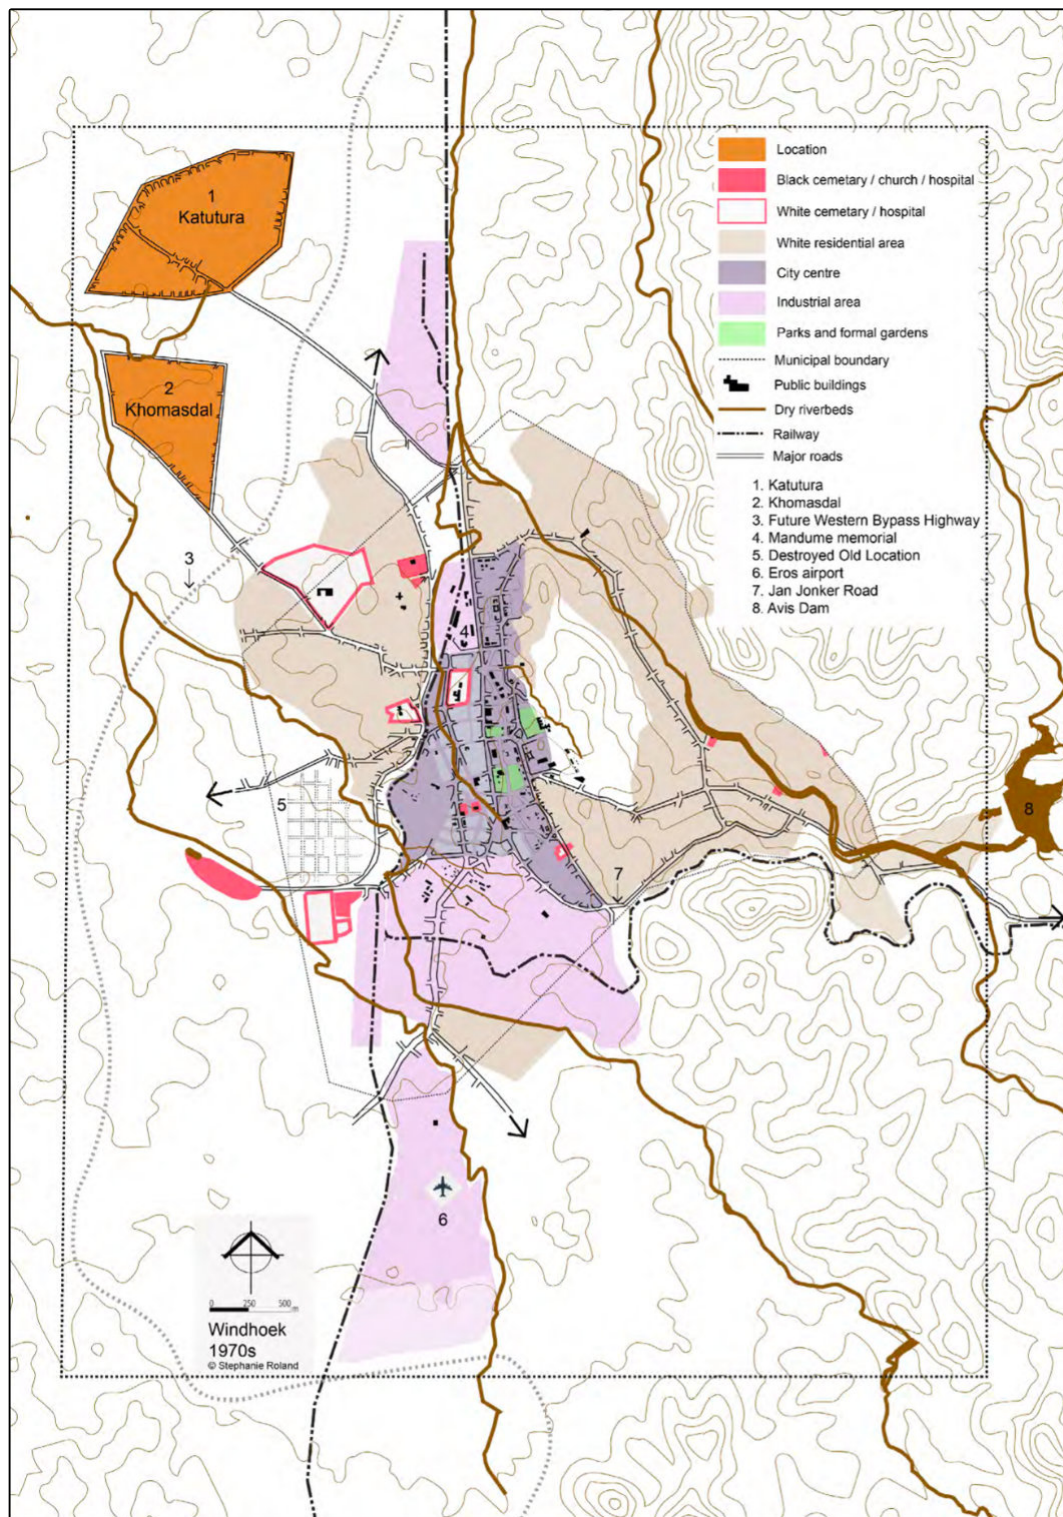 1
Katutura
2
Khomasdal
Location
Black cemetary / church / hospital
White cemetary / hospital
White residential area
City centre
Industrial area
Parks and formal gardens
Municipal boundary
Public buildings
Dry riverbeds
Railway
Major roads
1. Katutura
2. Khomasdal
3. Future Western Bypass Highway
4. Mandume memorial
5. Destroyed Old Location
6. Eros airport
7. Jan Jonker Road
8. Avis Dam
3
4
5
8
7
6
0 250 500 m
Windhoek
1970s
© Stephanie Roland